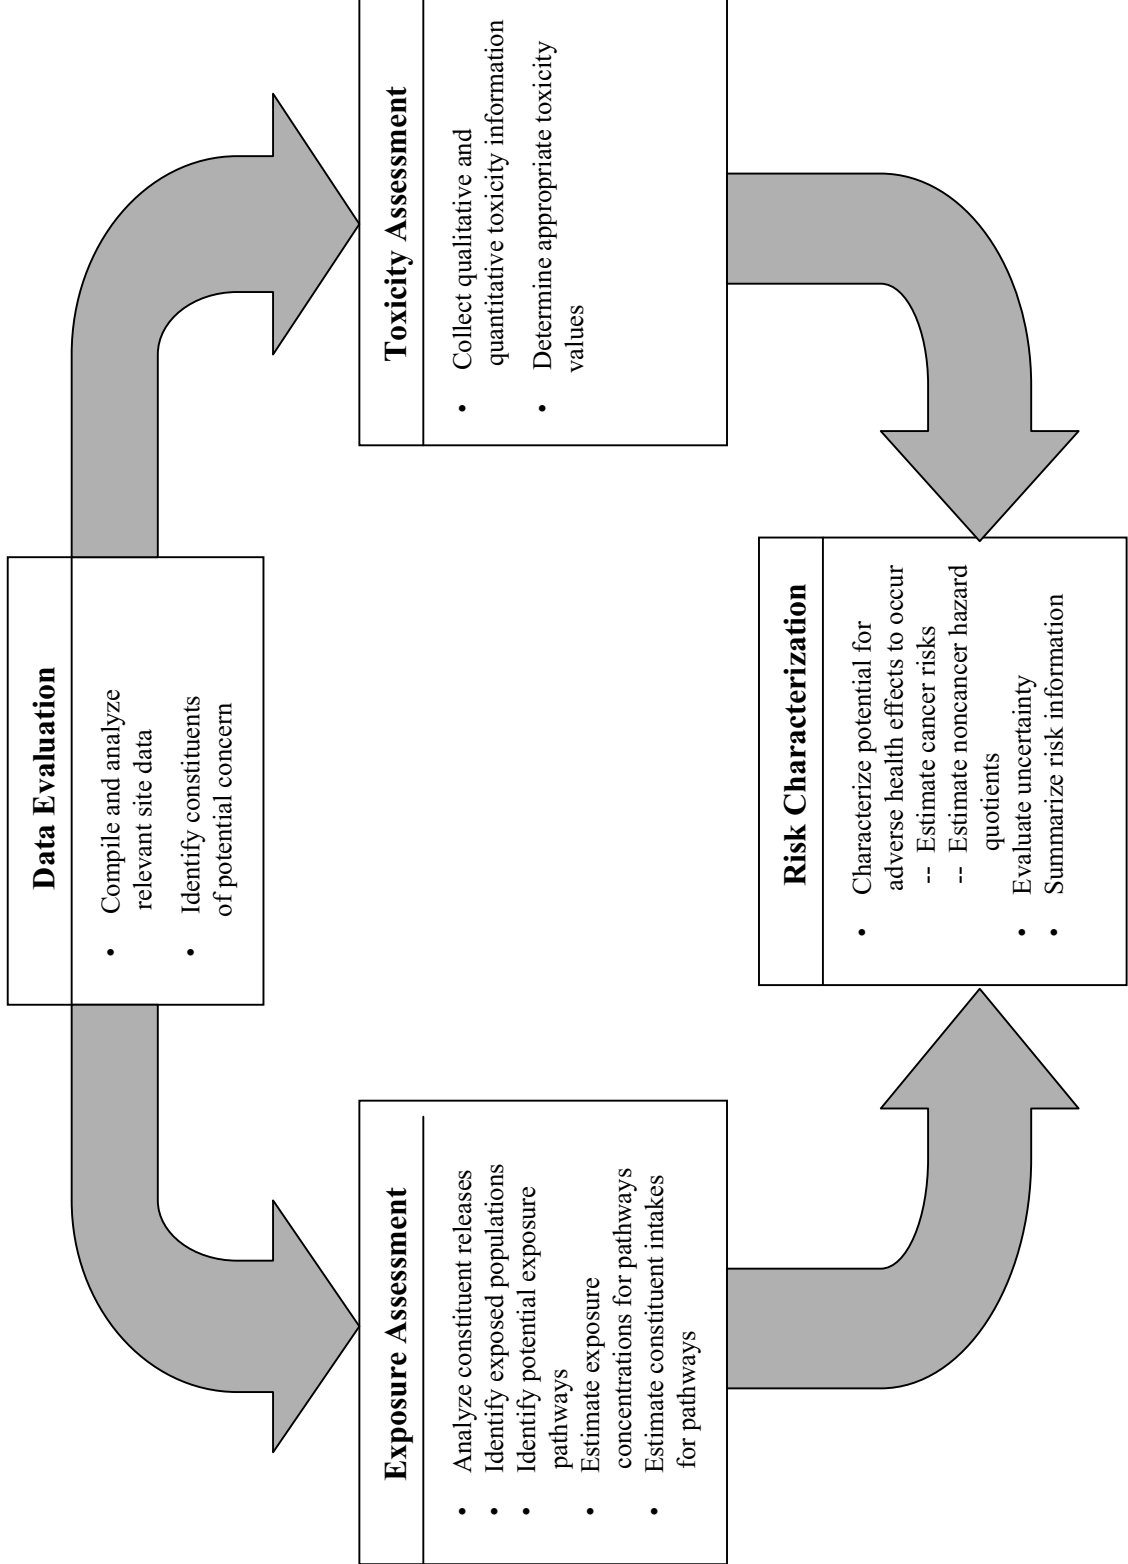 Data Evaluation
• Compile and analyze
relevant site data
• Identify constituents
of potential concern
Exposure Assessment
• Analyze constituent releases
• Identify exposed populations
• Identify potential exposure
pathways
• Estimate exposure
concentrations for pathways
• Estimate constituent intakes
for pathways
Toxicity Assessment
• Collect qualitative and
quantitative toxicity information
• Determine appropriate toxicity
values
Risk Characterization
• Characterize potential for
adverse health effects to occur
-- Estimate cancer risks
-- Estimate noncancer hazard
quotients
• Evaluate uncertainty
• Summarize risk information